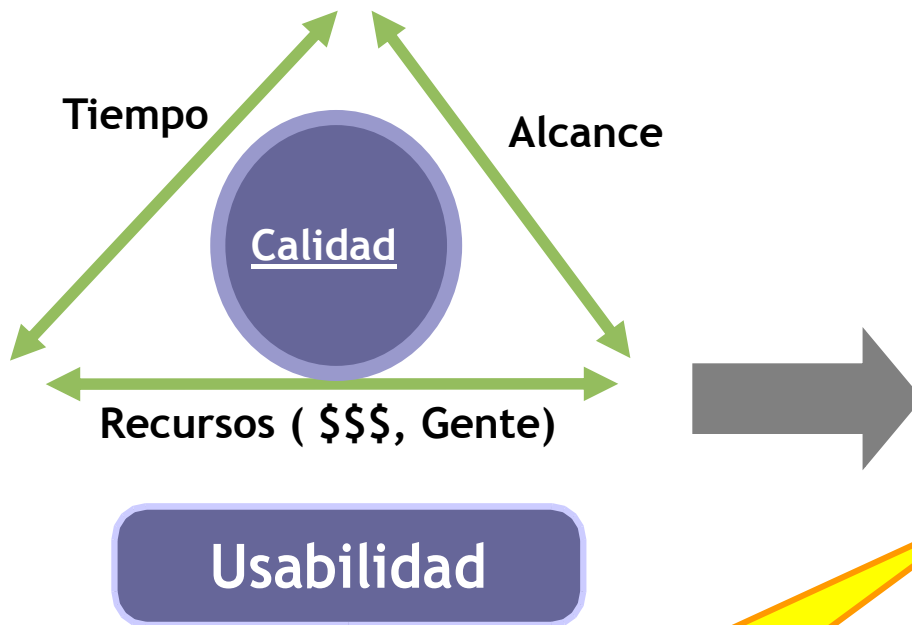 Tiempo
Alcance
Calidad
Recursos ( $$$, Gente)
Usabilidad